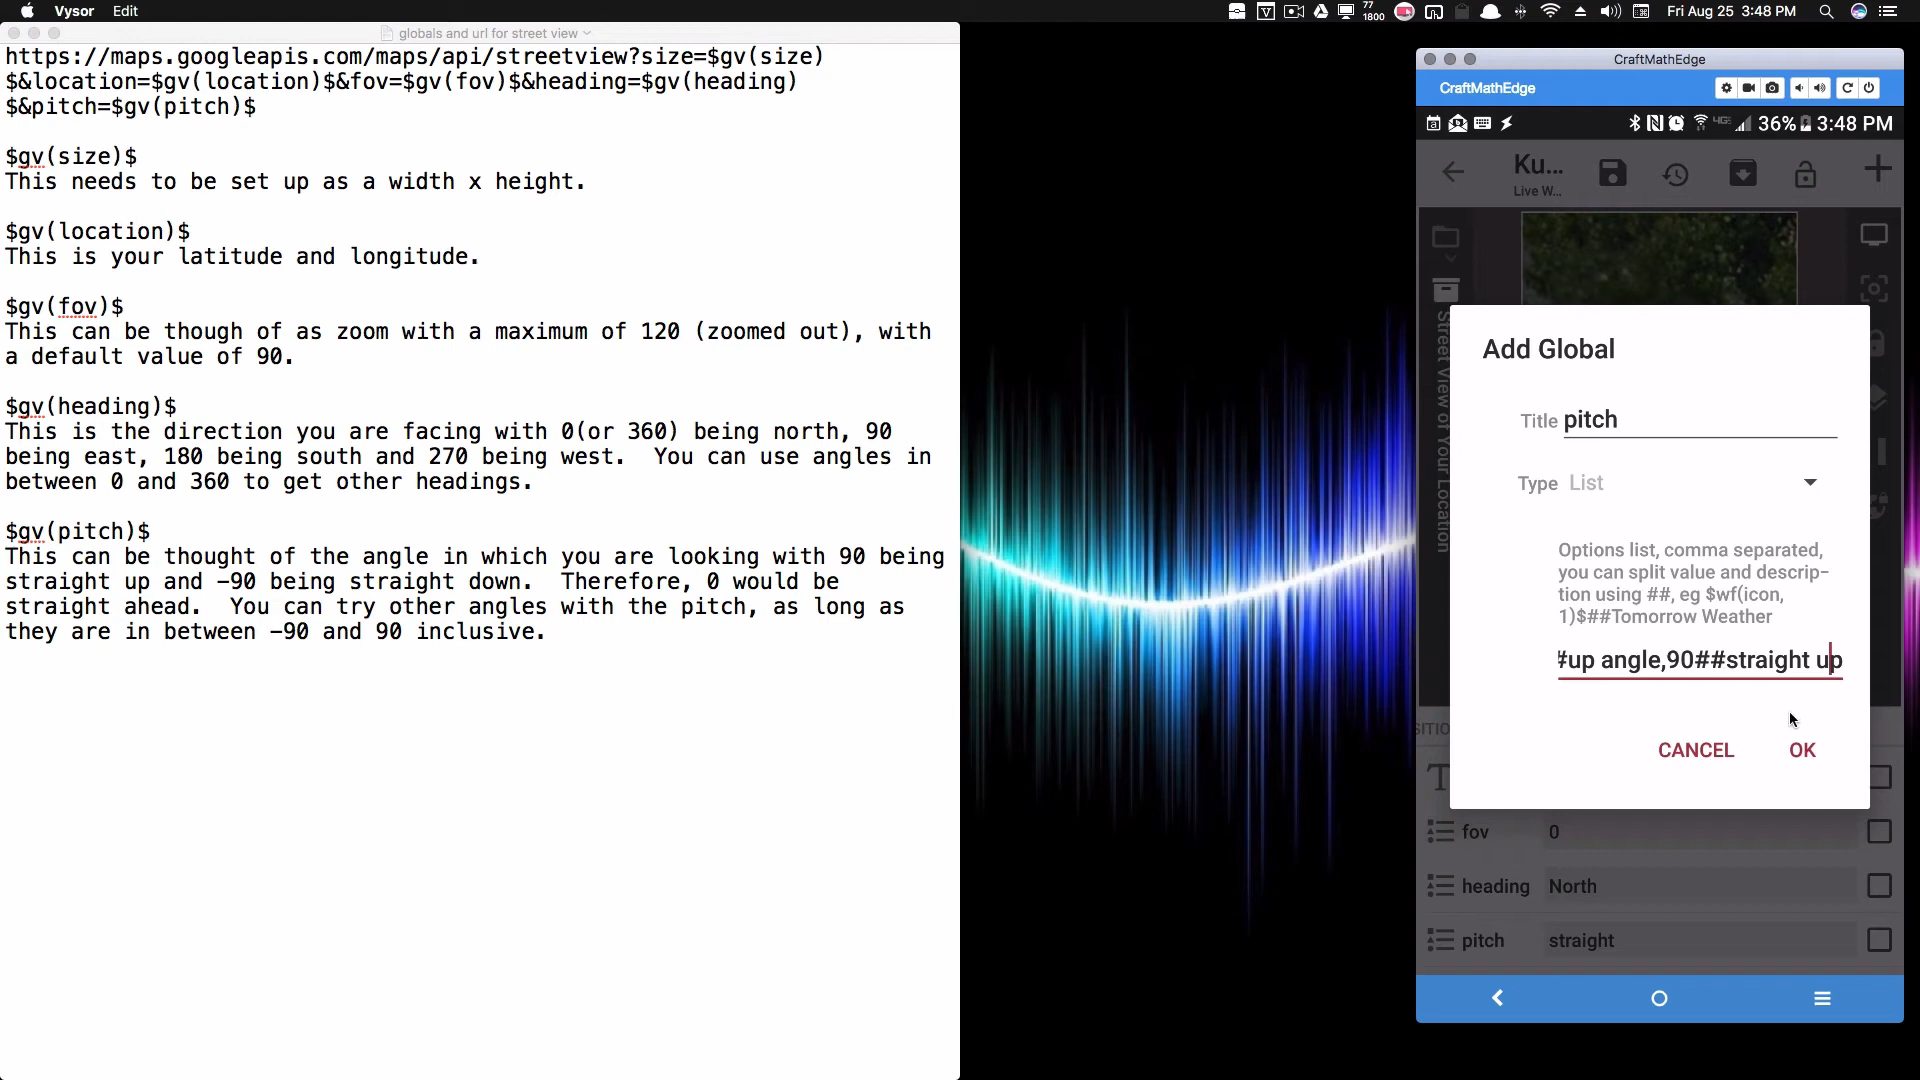 Vysor Edit
77
1800
Fri Aug 25 3:48 PM
globals and url for street view
https://maps.googleapis.com/maps/api/streetview?size=$gv(size)
$&location=$gv(location)$&fov=$gv(fov)$&heading=$gv(heading)
$&pitch=$gv(pitch)$
$gv(size)$
This needs to be set up as a width x height.
$gv(location)$
This is your latitude and longitude.
$gv(fov)$
This can be though of as zoom with a maximum of 120 (zoomed out), with
a default value of 90.
$gv(heading)$
This is the direction you are facing with 0(or 360) being north, 90
being east, 180 being south and 270 being west.  You can use angles in
between 0 and 360 to get other headings.
$gv(pitch)$
This can be thought of the angle in which you are looking with 90 being
straight up and -90 being straight down.  Therefore, 0 would be
straight ahead.  You can try other angles with the pitch, as long as
they are in between -90 and 90 inclusive.
CraftMathEdge
CraftMathEdge
36% 3:48 PM
Ku...
Live W...
Street View of Your Location
Add Global
Title pitch
Type List
Options list, comma separated,
you can split value and descrip-
tion using ##, eg $wf(icon,
1)$##Tomorrow Weather
#up angle,90##straight up
CANCEL OK
fov 0
heading North
pitch straight